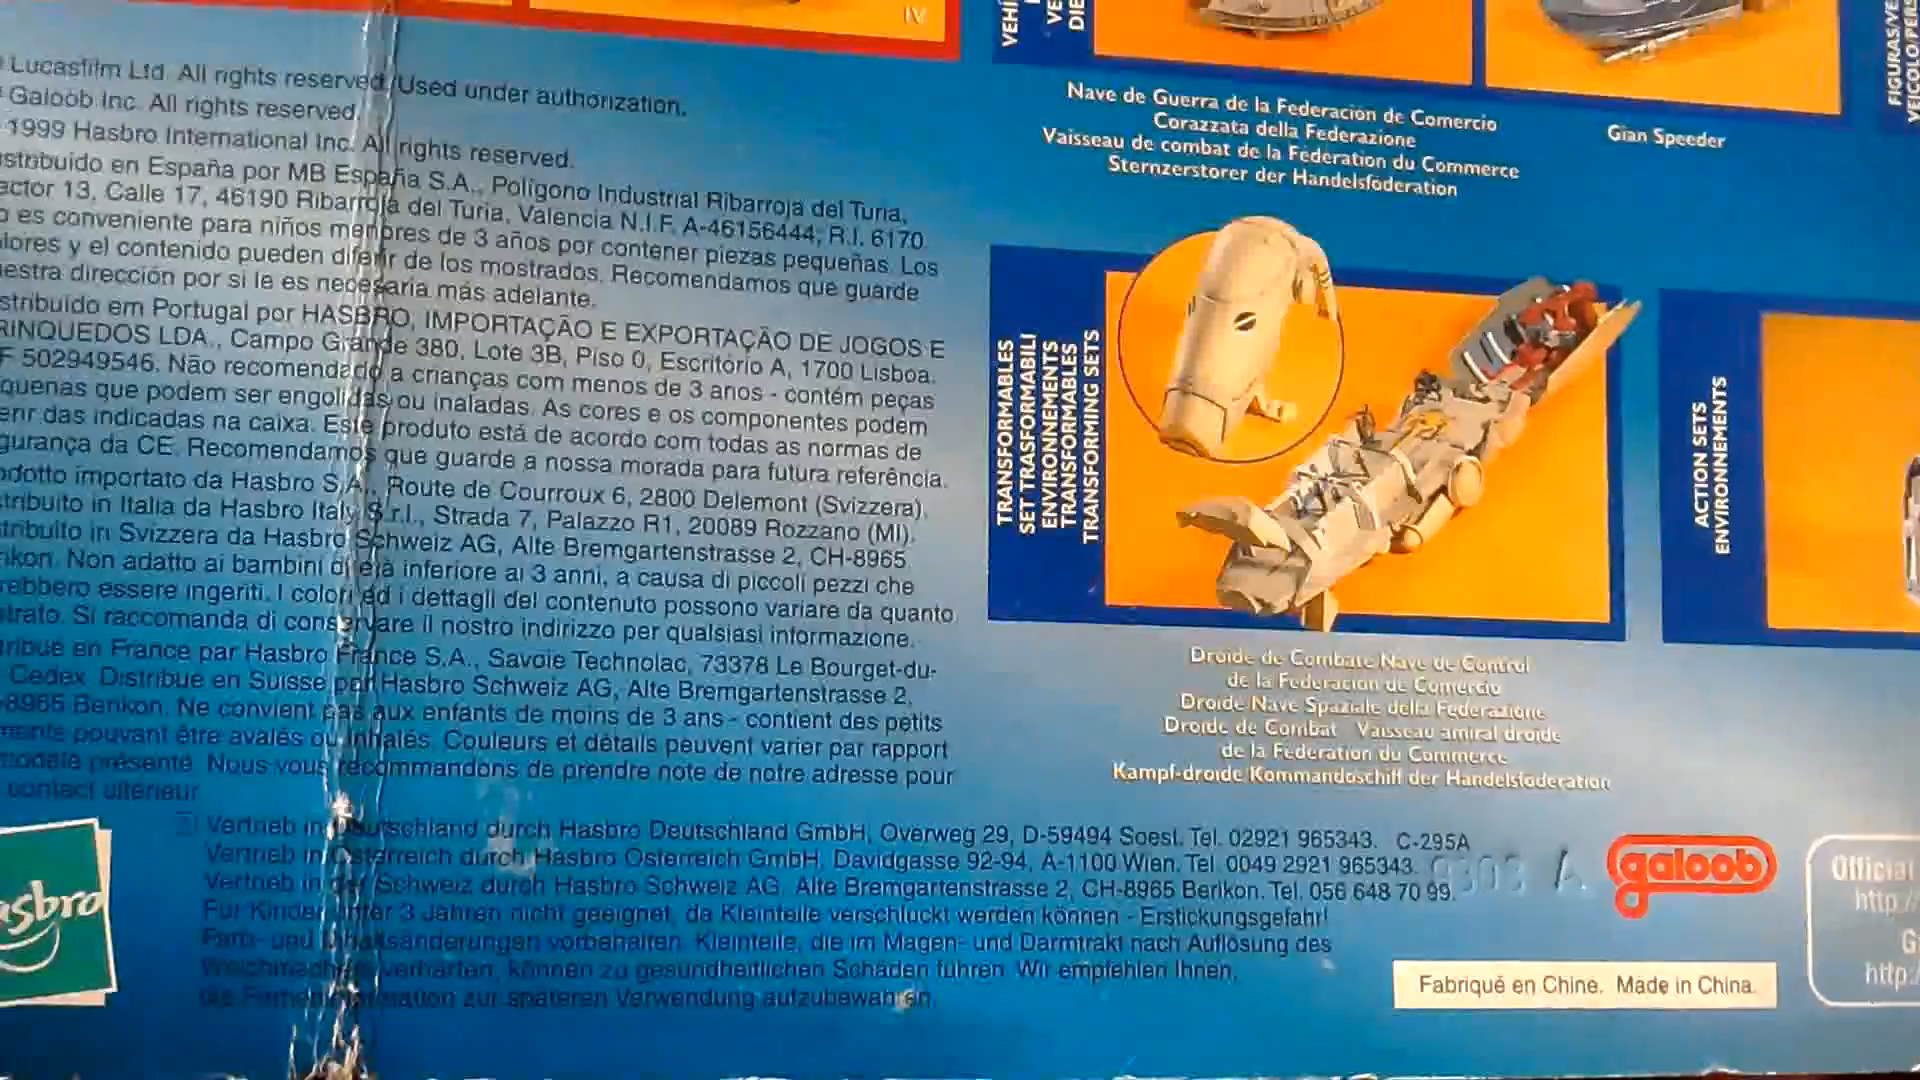 IV
Lucasfilm Ltd. All rights reserved. Used under authorization.
Galoob Inc. All rights reserved.
1999 Hasbro International Inc. All rights reserved.
stribuido en España por MB España S.A., Polígono Industrial Ribarroja del Turia,
actor 13, Calle 17, 46190 Ribarroja del Turia, Valencia N.I.F. A-46156444; R.I. 6170.
o es conveniente para niños menores de 3 años por contener piezas pequeñas. Los
lores y el contenido pueden diferir de los mostrados. Recomendamos que guarde
estra dirección por si le es necesaria más adelante.
stribuído em Portugal por HASBRO, IMPORTAÇÃO E EXPORTAÇÃO DE JOGOS E
RINQUEDOS LDA., Campo Grande 380, Lote 3B, Piso 0, Escritório A, 1700 Lisboa.
F 502949546. Não recomendado a crianças com menos de 3 anos - contém peças
quenas que podem ser engolidas ou inaladas. As cores e os componentes podem
erir das indicadas na caixa. Este produto está de acordo com todas as normas de
gurança da CE. Recomendamos que guarde a nossa morada para futura referência.
odotto importato da Hasbro S.A., Route de Courroux 6, 2800 Delemont (Svizzera).
tribuito in Italia da Hasbro Italy S.r.l., Strada 7, Palazzo R1, 20089 Rozzano (MI).
tribuito in Svizzera da Hasbro Schweiz AG, Alte Bremgartenstrasse 2, CH-8965
ikon. Non adatto ai bambini di età inferiore ai 3 anni, a causa di piccoli pezzi che
rebbero essere ingeriti. I colori ed i dettagli del contenuto possono variare da quanto
strato. Si raccomanda di conservare il nostro indirizzo per qualsiasi informazione.
tribué en France par Hasbro France S.A., Savoie Technolac, 73378 Le Bourget-du-
Cedex. Distribué en Suisse par Hasbro Schweiz AG, Alte Bremgartenstrasse 2,
8965 Berikon. Ne convient pas aux enfants de moins de 3 ans - contient des petits
ments pouvant être avalés ou inhalés. Couleurs et détails peuvent varier par rapport
modèle présenté. Nous vous recommandons de prendre note de notre adresse pour
contact ultérieur
Vertrieb in Deutschland durch Hasbro Deutschland GmbH, Overweg 29, D-59494 Soest. Tel. 02921 965343. C-295A
Vertrieb in Österreich durch Hasbro Österreich GmbH, Davidgasse 92-94, A-1100 Wien. Tel. 0049 2921 965343.
Vertrieb in der Schweiz durch Hasbro Schweiz AG, Alte Bremgartenstrasse 2, CH-8965 Berikon. Tel. 056 648 70 99.
Für Kinder unter 3 Jahren nicht geeignet, da Kleinteile verschluckt werden können - Erstickungsgefahr!
Farb- und Inhaltsänderungen vorbehalten. Kleinteile, die im Magen- und Darmtrakt nach Auflösung des
Weichmachers verhärten, können zu gesundheitlichen Schäden führen. Wir empfehlen Ihnen,
die Firmeninformation zur späteren Verwendung aufzubewahren.
asbro
VEHÍ
VE
DIE
Nave de Guerra de la Federación de Comercio
Corazzata della Federazione
Vaisseau de combat de la Fédération du Commerce
Sternzerstörer der Handelsföderation
Gian Speeder
FIGURAS/VE
VEICOLO/PERS
TRANSFORMABLES
SET TRASFORMABILI
ENVIRONNEMENTS
TRANSFORMABLES
TRANSFORMING SETS
Droide de Combate Nave de Control
de la Federación de Comercio
Droide Nave Spaziale della Federazione
Droïde de Combat Vaisseau amiral droïde
de la Fédération du Commerce
Kampf-droide Kommandoschiff der Handelsföderation
ACTION SETS
ENVIRONNEMENTS
A
galoob
Fabriqué en Chine. Made in China.
Official
http:/
G
http:/